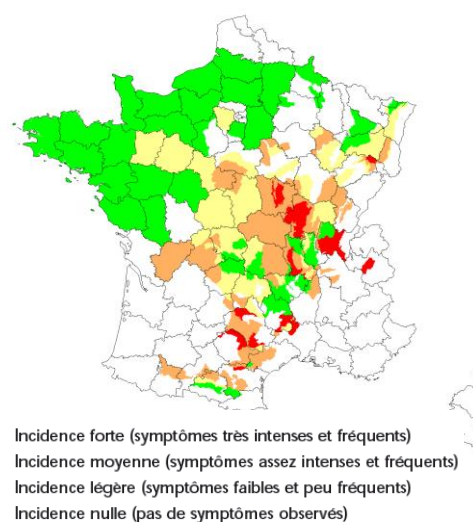 Incidence forte (symptômes très intenses et fréquents)
Incidence moyenne (symptômes assez intenses et fréquents)
Incidence légère (symptômes faibles et peu fréquents)
Incidence nulle (pas de symptômes observés)